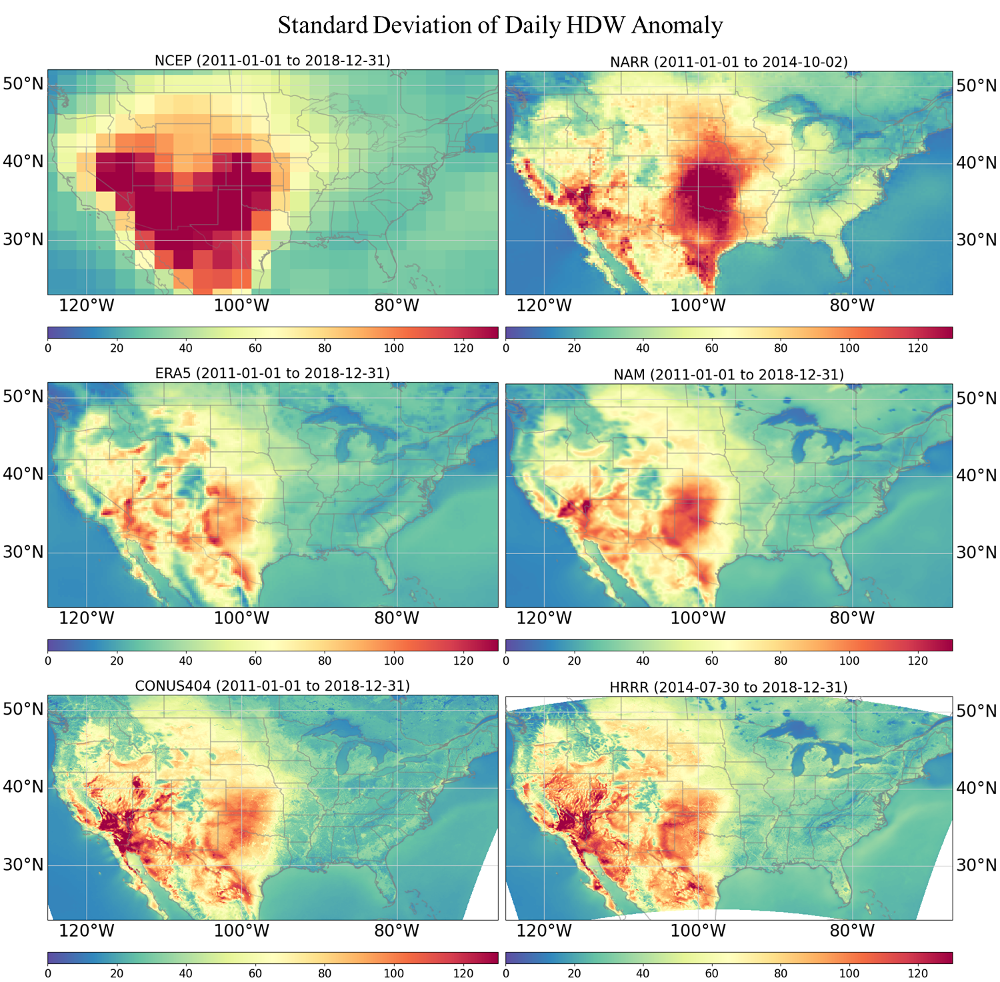 Standard Deviation of Daily HDW Anomaly
NCEP (2011-01-01 to 2018-12-31)
NARR (2011-01-01 to 2014-10-02)
50°N
50°N
40°N
40°N
30°N
30°N
120°W 100°W 80°W
120°W 100°W 80°W
0 20 40 60 80 100 120
0 20 40 60 80 100 120
ERA5 (2011-01-01 to 2018-12-31)
NAM (2011-01-01 to 2018-12-31)
50°N
50°N
40°N
40°N
30°N
30°N
120°W 100°W 80°W
120°W 100°W 80°W
0 20 40 60 80 100 120
0 20 40 60 80 100 120
CONUS404 (2011-01-01 to 2018-12-31)
HRRR (2014-07-30 to 2018-12-31)
50°N
50°N
40°N
40°N
30°N
30°N
120°W 100°W 80°W
120°W 100°W 80°W
0 20 40 60 80 100 120
0 20 40 60 80 100 120